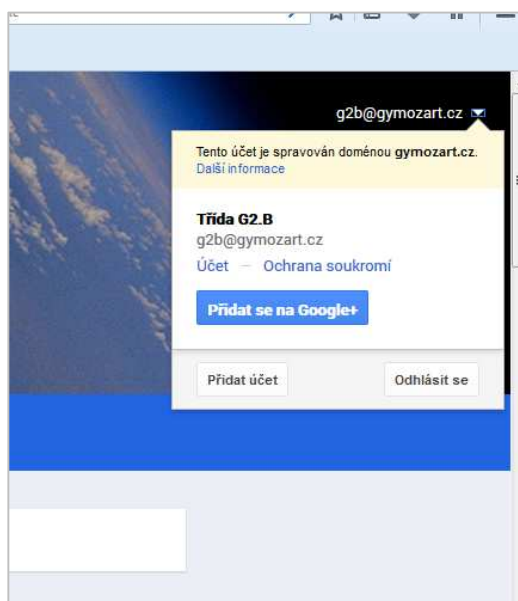 g2b@gymozart.cz
Tento účet je spravován doménou gymozart.cz.
Další informace
Třída G2.B
g2b@gymozart.cz
Účet – Ochrana soukromí
Přidat se na Google+
Přidat účet Odhlásit se